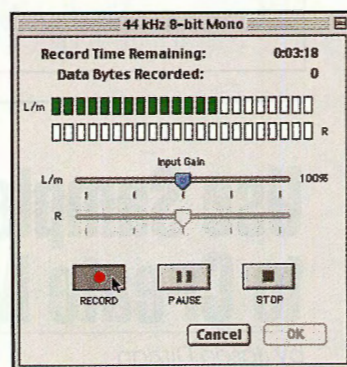 44 kHz 8-bit Mono
Record Time Remaining: 0:03:18
Data Bytes Recorded: 0
L/m
R
Input Gain
L/m 100%
R
RECORD PAUSE STOP
Cancel OK